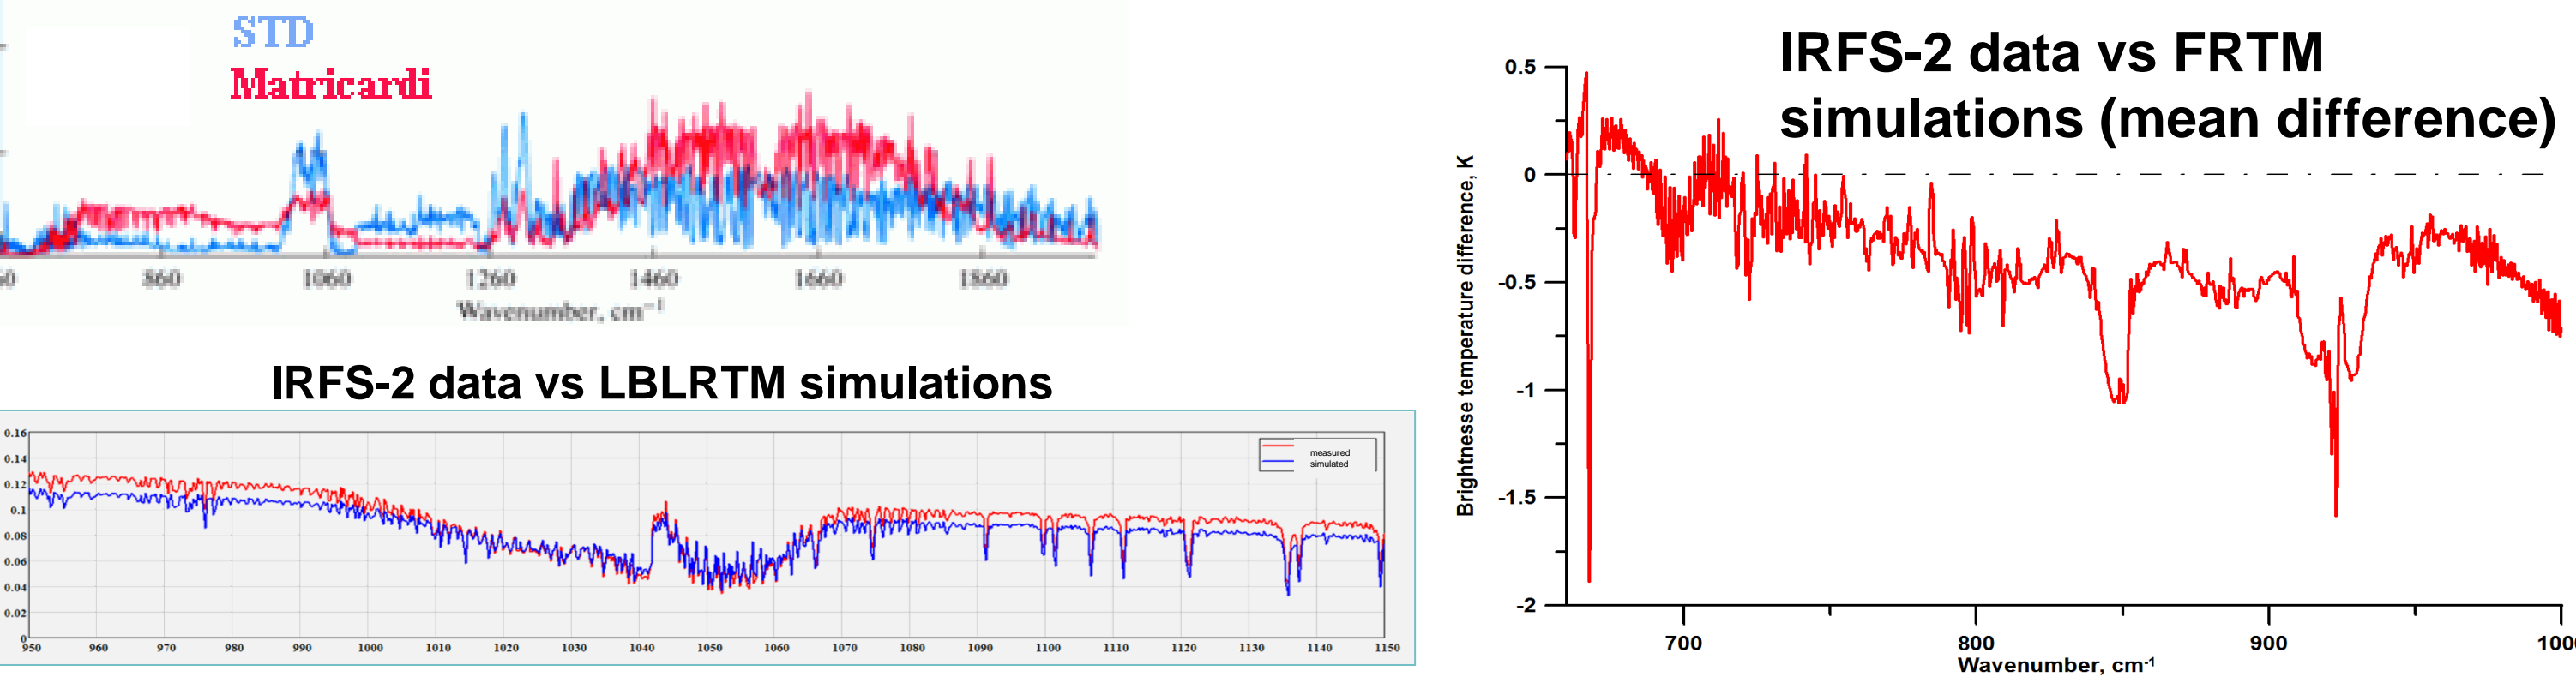 STD
Matricardi
860 1060 1260 1460 1660 1860
Wavenumber, cm⁻¹
IRFS-2 data vs LBLRTM simulations
0.16
0.14
0.12
0.1
0.08
0.06
0.04
0.02
0
measured
simulated
950 960 970 980 990 1000 1010 1020 1030 1040 1050 1060 1070 1080 1090 1100 1110 1120 1130 1140 1150
IRFS-2 data vs FRTM
simulations (mean difference)
Brightnesse temperature difference, K
0.5
0
-0.5
-1
-1.5
-2
700 800 900
Wavenumber, cm⁻¹